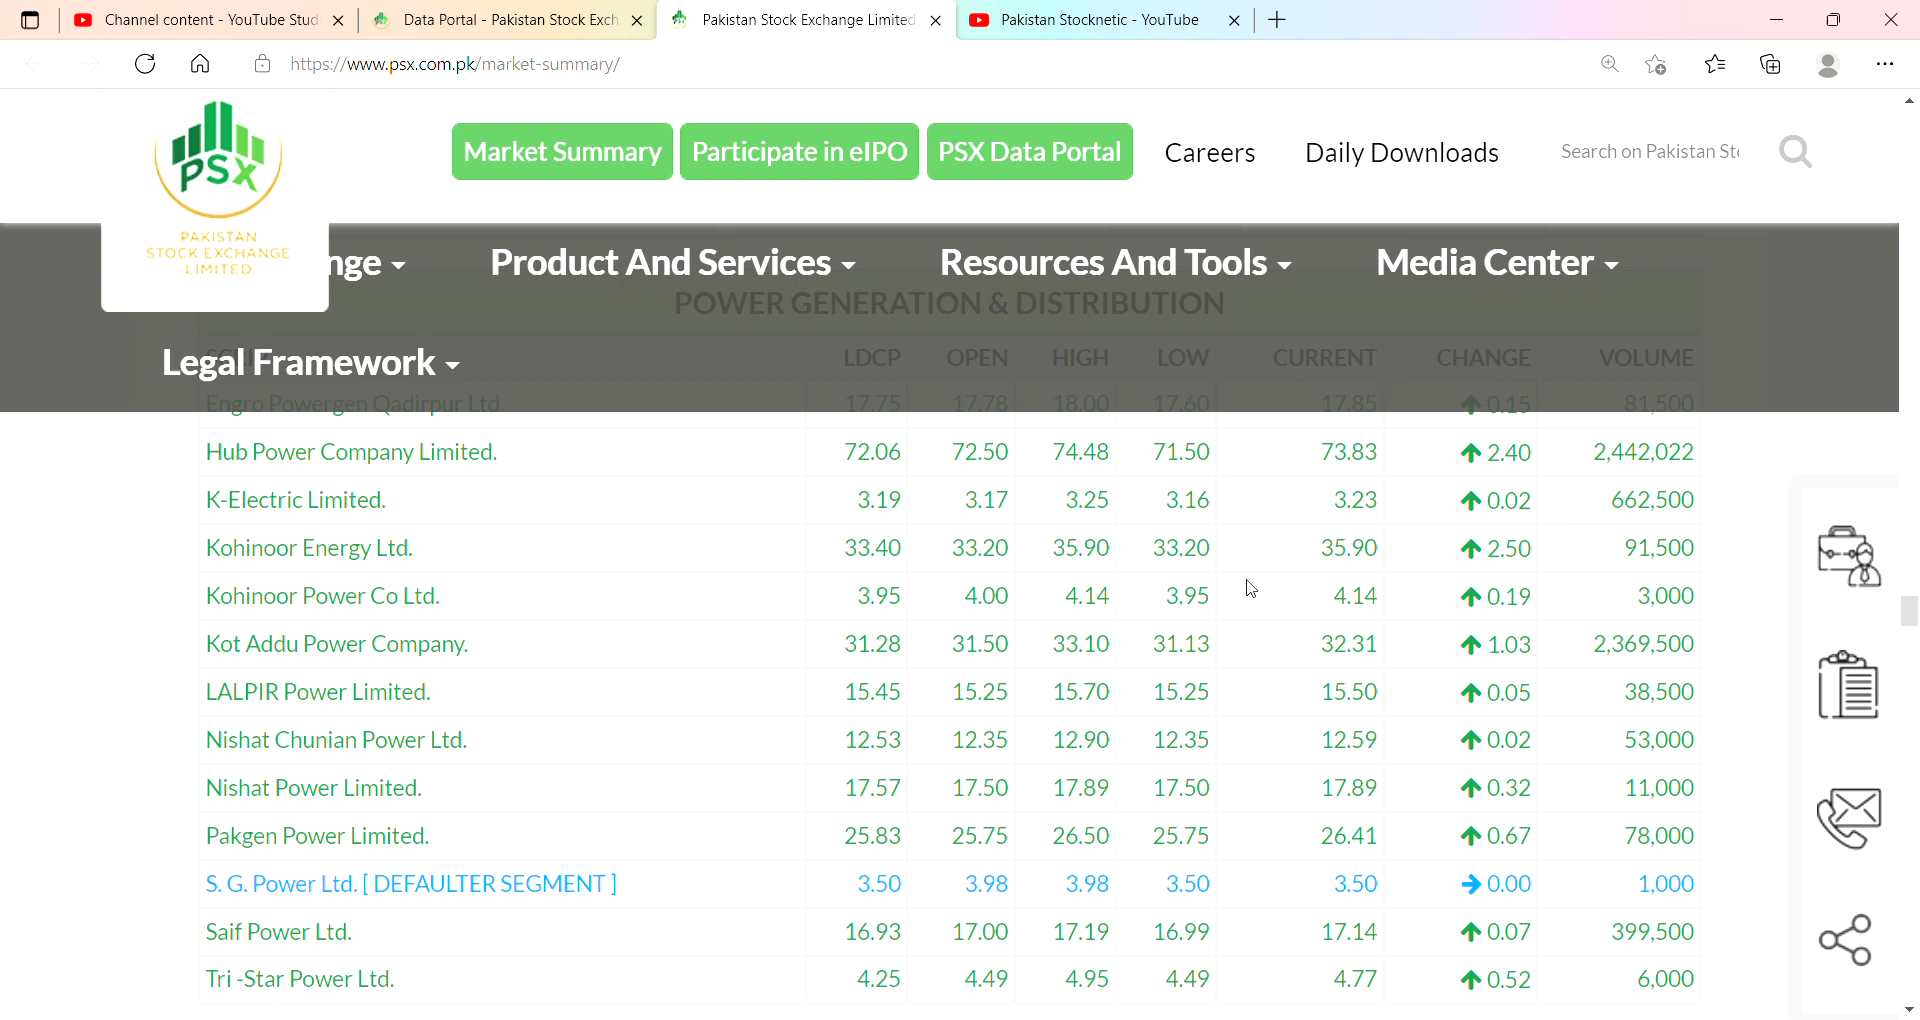 Channel content - YouTube Stud
Data Portal - Pakistan Stock Exch
Pakistan Stock Exchange Limited
Pakistan Stocknetic - YouTube
https://www.psx.com.pk/market-summary/
PSX
PAKISTAN
STOCK EXCHANGE
LIMITED
Market Summary
Participate in eIPO
PSX Data Portal
Careers
Daily Downloads
Search on Pakistan Sto
nge
Product And Services
Resources And Tools
Media Center
Legal Framework
POWER GENERATION & DISTRIBUTION
LDCP OPEN HIGH LOW CURRENT CHANGE VOLUME
Engro Powergen Qadirpur Ltd. 17.75 17.78 18.00 17.60 17.85 0.15 81,500
Hub Power Company Limited. 72.06 72.50 74.48 71.50 73.83 2.40 2,442,022
K-Electric Limited. 3.19 3.17 3.25 3.16 3.23 0.02 662,500
Kohinoor Energy Ltd. 33.40 33.20 35.90 33.20 35.90 2.50 91,500
Kohinoor Power Co Ltd. 3.95 4.00 4.14 3.95 4.14 0.19 3,000
Kot Addu Power Company. 31.28 31.50 33.10 31.13 32.31 1.03 2,369,500
LALPIR Power Limited. 15.45 15.25 15.70 15.25 15.50 0.05 38,500
Nishat Chunian Power Ltd. 12.53 12.35 12.90 12.35 12.59 0.02 53,000
Nishat Power Limited. 17.57 17.50 17.89 17.50 17.89 0.32 11,000
Pakgen Power Limited. 25.83 25.75 26.50 25.75 26.41 0.67 78,000
S. G. Power Ltd. [ DEFAULTER SEGMENT ] 3.50 3.98 3.98 3.50 3.50 0.00 1,000
Saif Power Ltd. 16.93 17.00 17.19 16.99 17.14 0.07 399,500
Tri -Star Power Ltd. 4.25 4.49 4.95 4.49 4.77 0.52 6,000